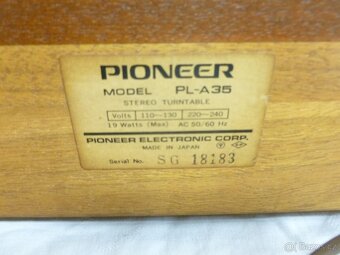 PIONEER
MODEL PL-A35
STEREO TURNTABLE
Volts 110—130 220—240
19 Watts (Max) AC 50/60 Hz
PIONEER ELECTRONIC CORP.
MADE IN JAPAN
Serial No. SG 18183